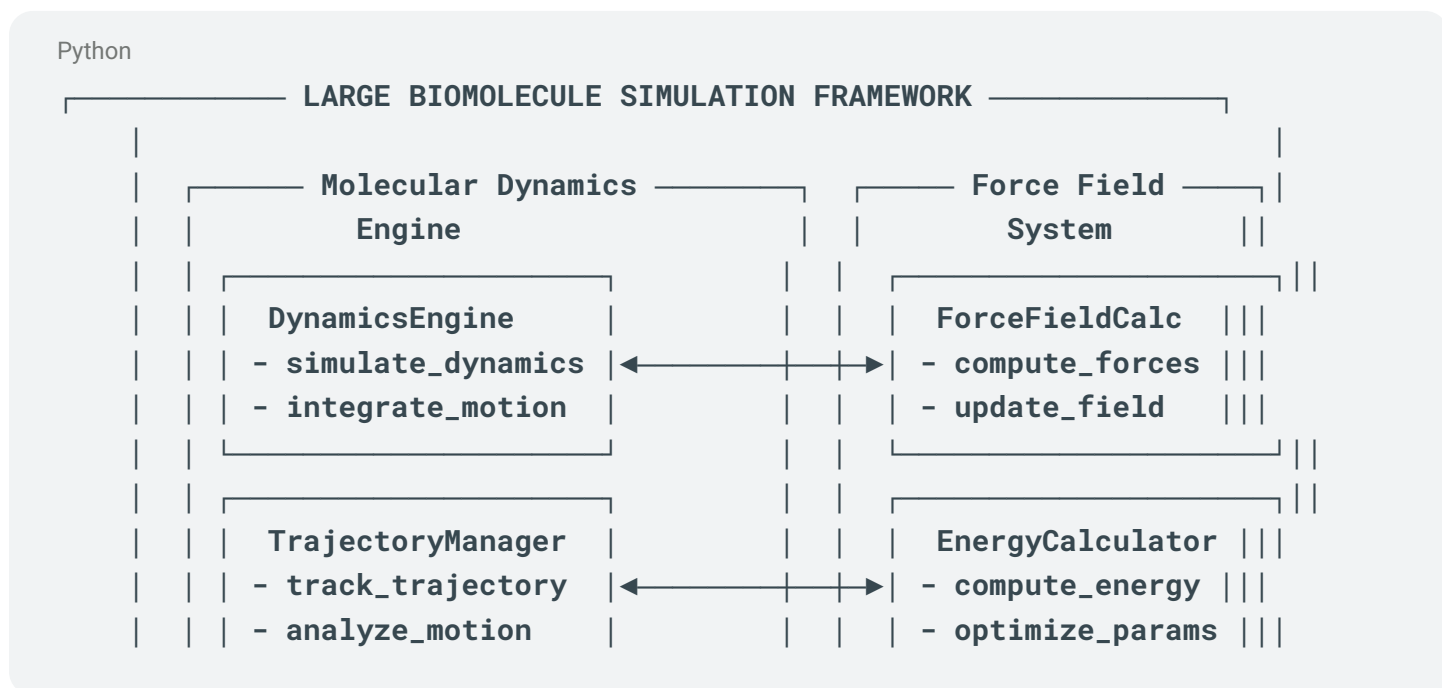 Python
LARGE BIOMOLECULE SIMULATION FRAMEWORK
Molecular Dynamics Force Field
Engine System
DynamicsEngine ForceFieldCalc
- simulate_dynamics - compute_forces
- integrate_motion - update_field
TrajectoryManager EnergyCalculator
- track_trajectory - compute_energy
- analyze_motion - optimize_params